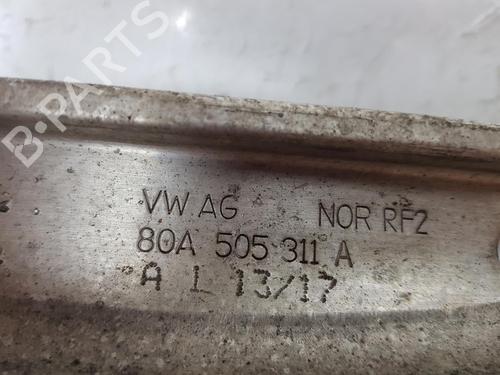 B-PARTS
VW AG NOR RF2
80A 505 311 A
A L 13/17